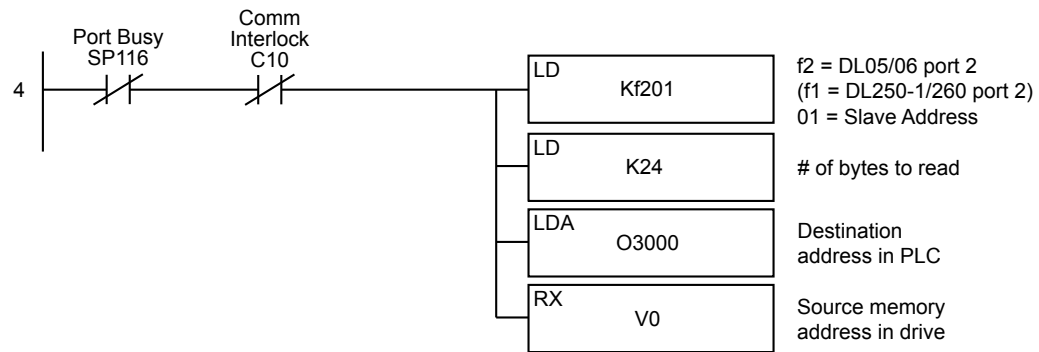 Port Busy
SP116
Comm
Interlock
C10
4
LD
Kf201
f2 = DL05/06 port 2
(f1 = DL250-1/260 port 2)
01 = Slave Address
LD
K24
# of bytes to read
LDA
O3000
Destination
address in PLC
RX
V0
Source memory
address in drive